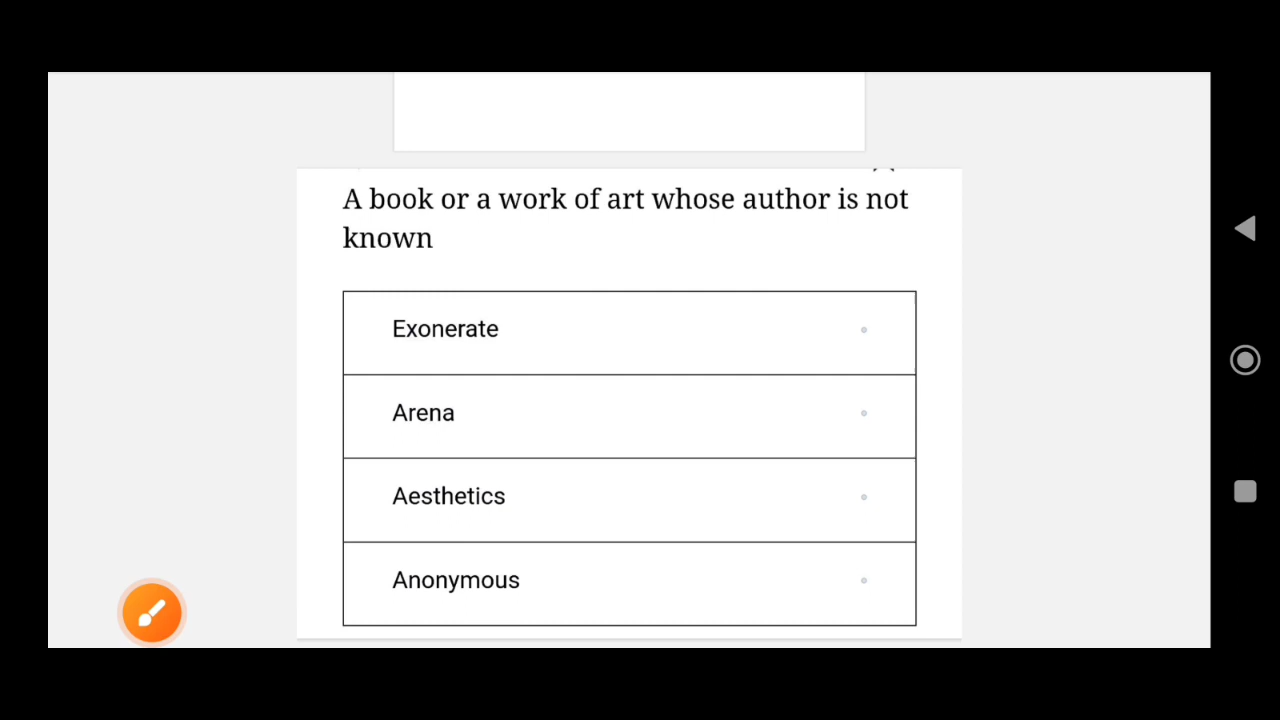 A book or a work of art whose author is not
known
Exonerate
Arena
Aesthetics
Anonymous